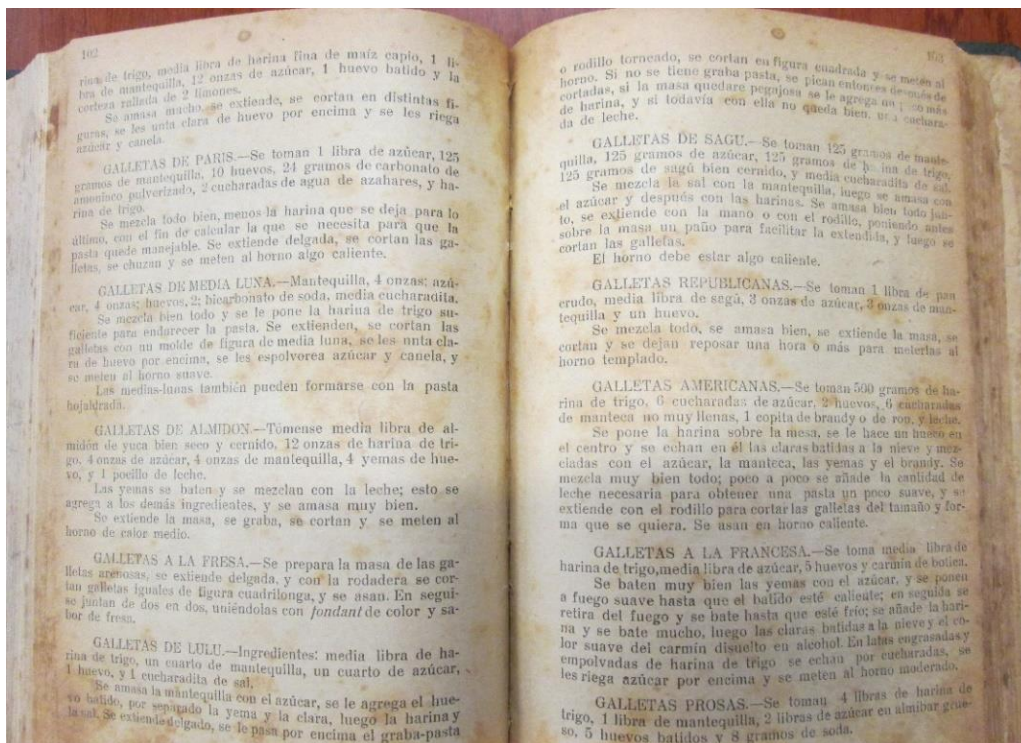 102
rina de trigo, media libra de harina fina de maíz capio, 1 li-
bra de mantequilla, 12 onzas de azúcar, 1 huevo batido y la
corteza rallada de 2 limones.
Se amasa mucho, se extiende, se cortan en distintas fi-
guras, se les unta clara de huevo por encima y se les riega
azúcar y canela.
GALLETAS DE PARIS.—Se toman 1 libra de azúcar, 125
gramos de mantequilla, 10 huevos, 24 gramos de carbonato de
amoníaco pulverizado, 2 cucharadas de agua de azahares, y ha-
rina de trigo.
Se mezcla todo bien, menos la harina que se deja para lo
último, con el fin de calcular la que se necesita para que la
pasta quede manejable. Se extiende delgada, se cortan las ga-
lletas, se chuzan y se meten al horno algo caliente.
GALLETAS DE MEDIA LUNA.—Mantequilla, 4 onzas; azú-
car, 4 onzas; huevos, 2; bicarbonato de soda, media cucharadita.
Se mezcla bien todo y se le pone la harina de trigo su-
ficiente para endurecer la pasta. Se extienden, se cortan las
galletas con un molde de figura de media luna, se les unta cla-
ra de huevo por encima, se les espolvorea azúcar y canela, y
se meten al horno suave.
Las medias-lunas también pueden formarse con la pasta
hojaldrada.
GALLETAS DE ALMIDON.—Tómense media libra de al-
midón de yuca bien seco y cernido, 12 onzas de harina de tri-
go, 4 onzas de azúcar, 4 onzas de mantequilla, 4 yemas de hue-
vo, y 1 pocillo de leche.
Las yemas se baten y se mezclan con la leche; esto se
agrega a los demás ingredientes, y se amasa muy bien.
Se extiende la masa, se graba, se cortan y se meten al
horno de calor medio.
GALLETAS A LA FRESA.—Se prepara la masa de las ga-
lletas arenosas, se extiende delgada, y con la rodadera se cor-
tan galletas iguales de figura cuadrilonga, y se asan. En segui-
se juntan de dos en dos, uniéndolas con fondant de color y sa-
bor de fresa.
GALLETAS DE LULU.—Ingredientes: media libra de ha-
rina de trigo, un cuarto de mantequilla, un cuarto de azúcar,
1 huevo, y 1 cucharadita de sal.
Se amasa la mantequilla con el azúcar, se le agrega el hue-
vo batido, por separado la yema y la clara, luego la harina y
la sal. Se extiende delgado, se le pasa por encima el graba-pasta
103
o rodillo torneado, se cortan en figura cuadrada y se meten al
horno. Si no se tiene graba pasta, se pican entonces después de
cortadas, si la masa quedare pegajosa se le agrega un poco más
de harina, y si todavía con ella no queda bien, una cuchara-
da de leche.
GALLETAS DE SAGU.—Se toman 125 gramos de mante-
quilla, 125 gramos de azúcar, 125 gramos de harina de trigo,
125 gramos de sagú bien cernido, y media cucharadita de sal.
Se mezcla la sal con la mantequilla, luego se amasa con
el azúcar y después con las harinas. Se amasa bien todo jun-
to, se extiende con la mano o con el rodillo, poniendo antes
sobre la masa un paño para facilitar la extendida, y luego se
cortan las galletas.
El horno debe estar algo caliente.
GALLETAS REPUBLICANAS.—Se toman 1 libra de pan
crudo, media libra de sagú, 3 onzas de azúcar, 3 onzas de man-
tequilla y un huevo.
Se mezcla todo, se amasa bien, se extiende la masa, se
cortan y se dejan reposar una hora o más para meterlas al
horno templado.
GALLETAS AMERICANAS.—Se toman 500 gramos de ha-
rina de trigo, 6 cucharadas de azúcar, 2 huevos, 6 cucharadas
de manteca no muy llenas, 1 copita de brandy o de ron, y leche.
Se pone la harina sobre la mesa, se le hace un hueco en
el centro y se echan en él las claras batidas a la nieve y mez-
cladas con el azúcar, la manteca, las yemas y el brandy. Se
mezcla muy bien todo; poco a poco se añade la cantidad de
leche necesaria para obtener una pasta un poco suave, y se
extiende con el rodillo para cortar las galletas del tamaño y for-
ma que se quiera. Se asan en horno caliente.
GALLETAS A LA FRANCESA.—Se toma media libra de
harina de trigo, media libra de azúcar, 5 huevos y carmín de botica.
Se baten muy bien las yemas con el azúcar, y se ponen
a fuego suave hasta que el batido esté caliente; en seguida se
retira del fuego y se bate hasta que esté frío; se añade la hari-
na y se bate mucho, luego las claras batidas a la nieve y el co-
lor suave del carmín disuelto en alcohol. En latas engrasadas y
empolvadas de harina de trigo se echan por cucharadas, se
les riega azúcar por encima y se meten al horno moderado.
GALLETAS PROSAS.—Se toman 4 libras de harina de
trigo, 1 libra de mantequilla, 2 libras de azúcar en almíbar grue-
so, 5 huevos batidos y 8 gramos de soda.